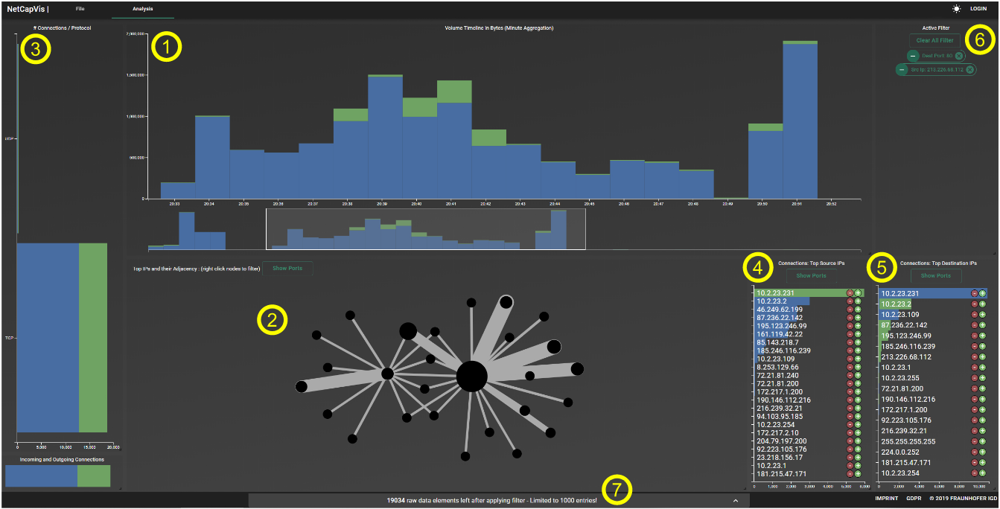 NetCapVis | File Analysis LOGIN
# Connections / Protocol
3
UDP
TCP
0 5,000 10,000 15,000 20,000
Incoming and Outgoing Connections
Volume Timeline in Bytes (Minute Aggregation)
1
2,000,000
1,500,000
1,000,000
500,000
0
20:33 20:34 20:35 20:36 20:37 20:38 20:39 20:40 20:41 20:42 20:43 20:44 20:45 20:46 20:47 20:48 20:49 20:50 20:51 20:52
Active Filter
6
Clear All Filter
Dest Port: 80
Src Ip: 213.226.68.112
Top IPs and their Adjacency : (right click nodes to filter) Show Ports
2
4
Connections: Top Source IPs
Show Ports
10.2.23.231
10.2.23.2
46.249.62.199
87.236.22.142
195.123.246.99
161.119.42.22
85.143.218.7
185.246.116.239
10.2.23.109
8.253.129.66
72.21.81.240
72.21.81.200
172.217.1.200
190.146.112.216
216.239.32.21
94.103.95.185
10.2.23.254
172.217.2.10
204.79.197.200
92.223.105.176
23.218.156.17
10.2.23.1
181.215.47.171
0 1,000 2,000 3,000 4,000 5,000 6,000
5
Connections: Top Destination IPs
Show Ports
10.2.23.231
10.2.23.2
10.2.23.109
87.236.22.142
195.123.246.99
185.246.116.239
213.226.68.112
10.2.23.1
10.2.23.255
72.21.81.200
190.146.112.216
172.217.1.200
92.223.105.176
216.239.32.21
255.255.255.255
224.0.0.252
181.215.47.171
10.2.23.254
0 2,000 4,000 6,000 8,000 10,000
7
19034 raw data elements left after applying filter - Limited to 1000 entries!
IMPRINT GDPR © 2019 FRAUNHOFER IGD